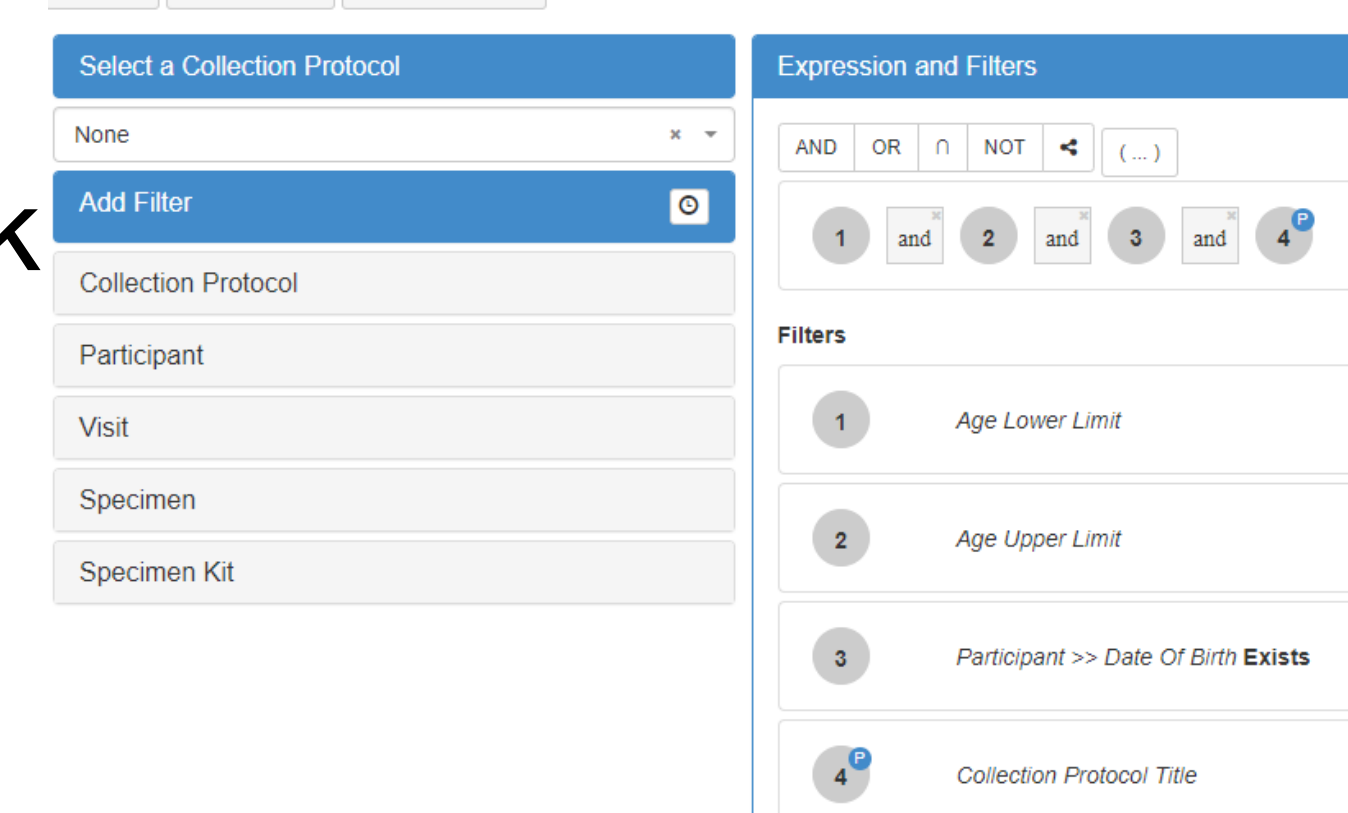 Select a Collection Protocol
None
Add Filter
Collection Protocol
Participant
Visit
Specimen
Specimen Kit
Expression and Filters
AND OR ∩ NOT ( ... )
1 and 2 and 3 and 4 P
Filters
1 Age Lower Limit
2 Age Upper Limit
3 Participant >> Date Of Birth Exists
4 P Collection Protocol Title